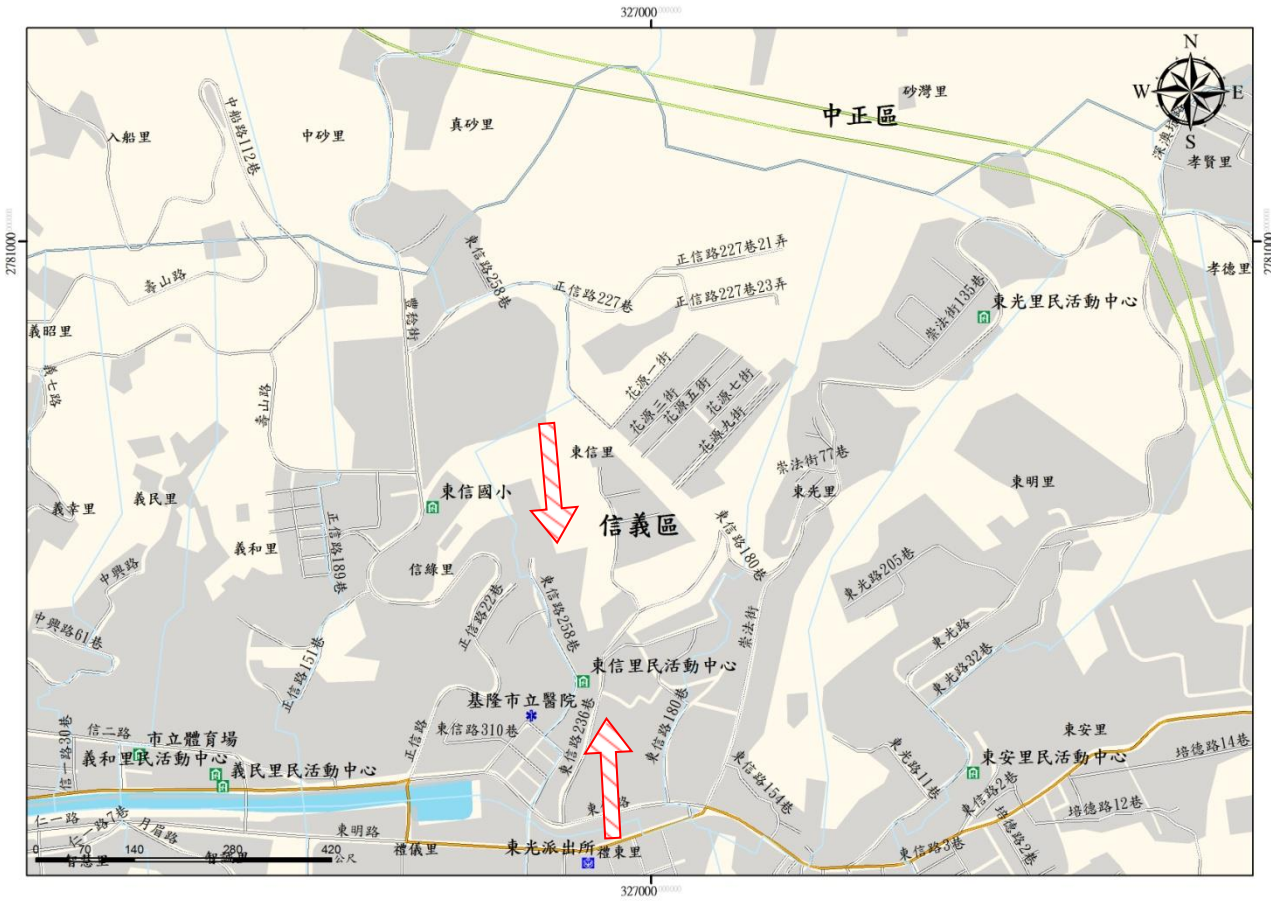 327000
N
W
E
S
砂灣里
中正區
真砂里
中船路112巷
入船里
中砂里
孝賢里
2781000
2781000
東信路258巷
正信路227巷21弄
孝德里
壽山路
正信路227巷
正信路227巷23弄
崇法街135巷
東光里民活動中心
豐稔街
義昭里
義七路
花源一街
花源三街
花源五街
花源七街
花源九街
壽山路
東信里
崇法街77巷
東明里
義民里
東信國小
東光里
義幸里
信義區
正信路189巷
東信路180巷
義和里
信綠里
中興路
東光路205巷
正信路22巷
東信路258巷
崇法街
中興路61巷
東光路
東光路32巷
正信路151巷
東信里民活動中心
基隆市立醫院
信一路30巷
信二路
市立體育場
正信路
東信路310巷
東信路236巷
東信路180巷
東安里
培德路14巷
義和里民活動中心
義民里民活動中心
東光路11巷
東安里民活動中心
東信路154巷
東信路2巷
培德路12巷
仁一路
仁一路7巷
月眉路
東明路
禮儀里
東光派出所
禮東里
東信路3巷
培德路2巷
0 70 140 280 420 公尺
智慧里
327000